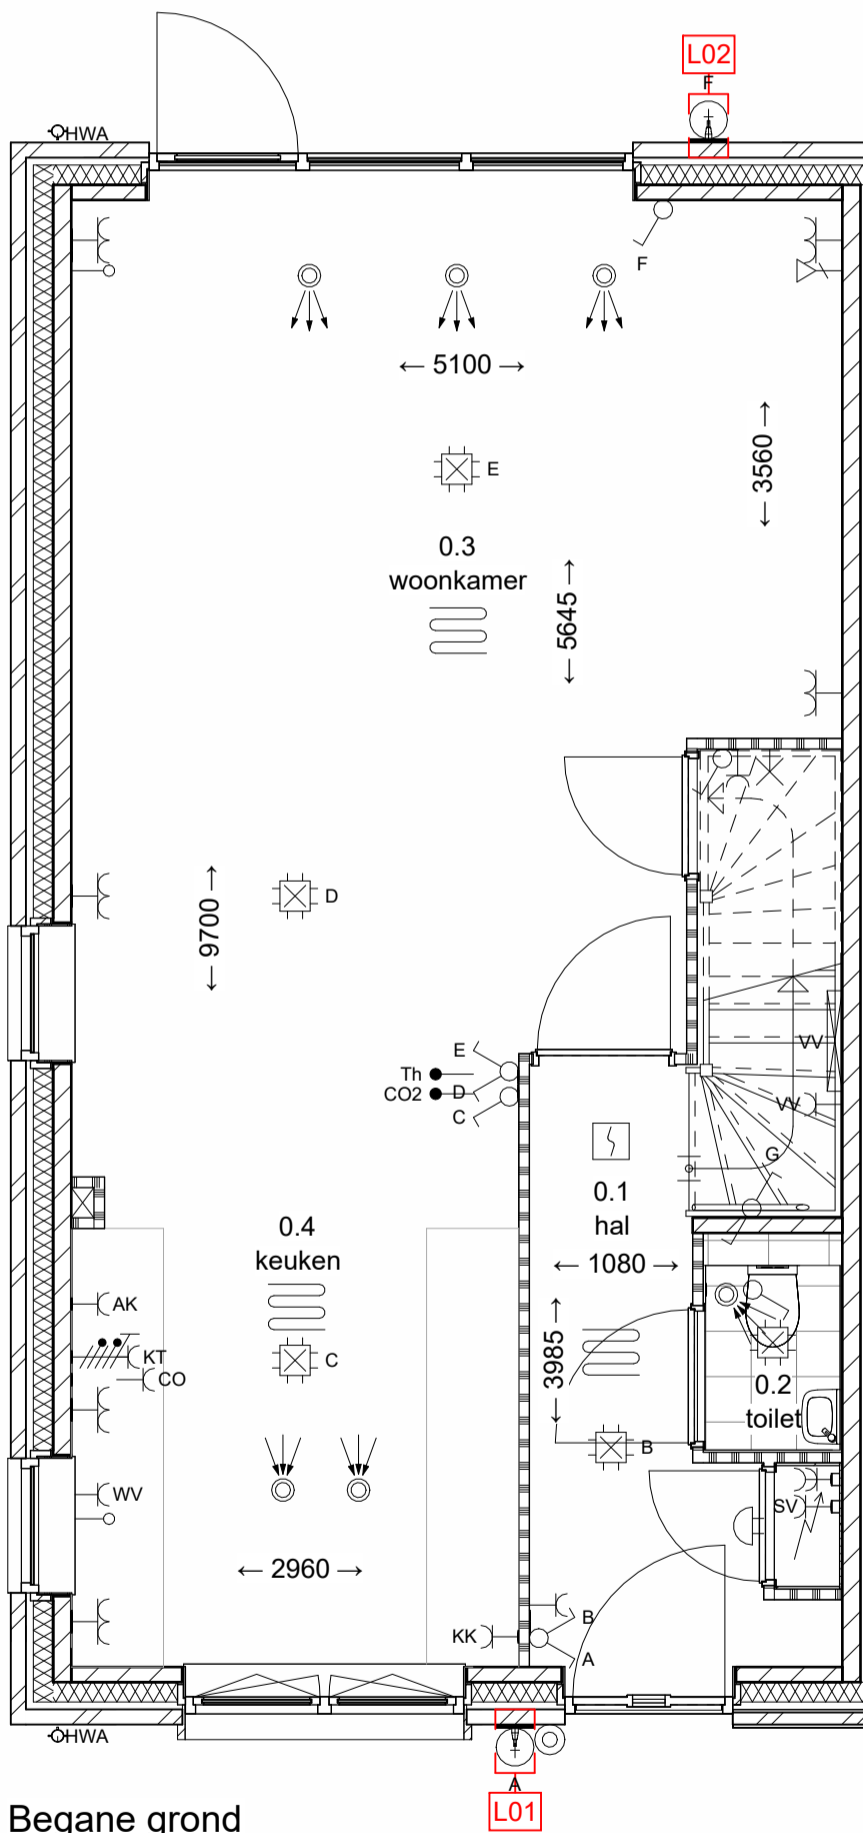 L02
F
HWA
F
← 5100 →
← 3560 →
E
0.3
woonkamer
← 5645 →
← 9700 →
D
E
Th
D
CO2
C
VV
VV
G
0.1
hal
← 1080 →
0.4
keuken
AK
KT
CO
C
← 3985 →
0.2
toilet
B
WV
SV
← 2960 →
B
KK
A
HWA
A
L01
Begane grond